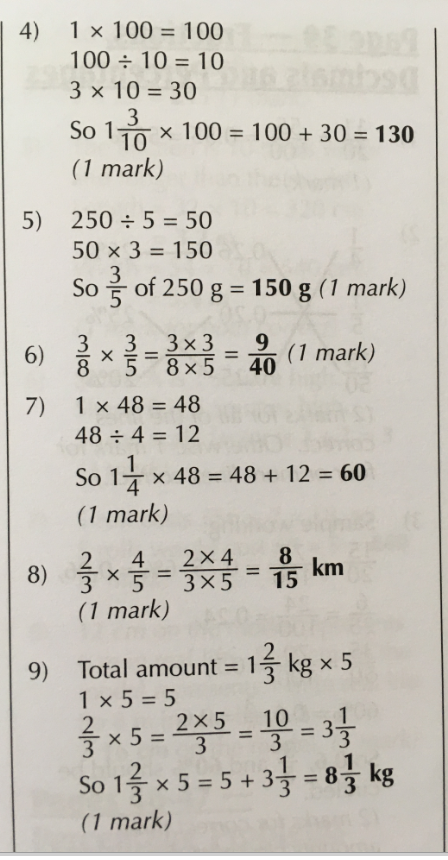 4) 1 × 100 = 100
100 ÷ 10 = 10
3 × 10 = 30
So 1 3/10 × 100 = 100 + 30 = 130
(1 mark)
5) 250 ÷ 5 = 50
50 × 3 = 150
So 3/5 of 250 g = 150 g (1 mark)
6) 3/8 × 3/5 = 3×3/8×5 = 9/40 (1 mark)
7) 1 × 48 = 48
48 ÷ 4 = 12
So 1 1/4 × 48 = 48 + 12 = 60
(1 mark)
8) 2/3 × 4/5 = 2×4/3×5 = 8/15 km
(1 mark)
9) Total amount = 1 2/3 kg × 5
1 × 5 = 5
2/3 × 5 = 2×5/3 = 10/3 = 3 1/3
So 1 2/3 × 5 = 5 + 3 1/3 = 8 1/3 kg
(1 mark)